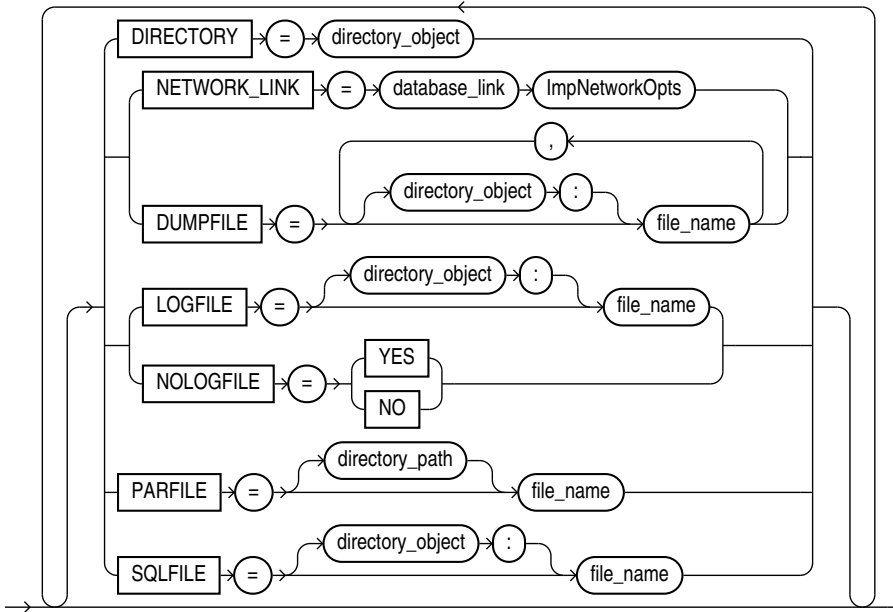 DIRECTORY = directory_object
NETWORK_LINK = database_link ImpNetworkOpts
,
directory_object :
DUMPFILE = file_name
directory_object :
LOGFILE = file_name
YES
NOLOGFILE =
NO
directory_path
PARFILE = file_name
directory_object :
SQLFILE = file_name